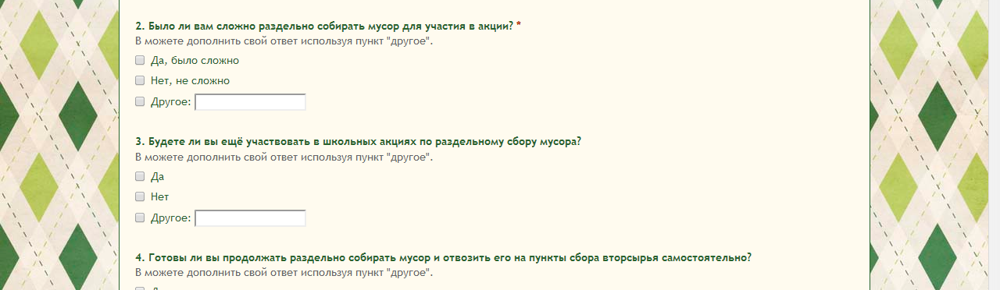 2. Было ли вам сложно раздельно собирать мусор для участия в акции? *
В можете дополнить свой ответ используя пункт "другое".
Да, было сложно
Нет, не сложно
Другое:
3. Будете ли вы ещё участвовать в школьных акциях по раздельному сбору мусора?
В можете дополнить свой ответ используя пункт "другое".
Да
Нет
Другое:
4. Готовы ли вы продолжать раздельно собирать мусор и отвозить его на пункты сбора вторсырья самостоятельно?
В можете дополнить свой ответ используя пункт "другое".